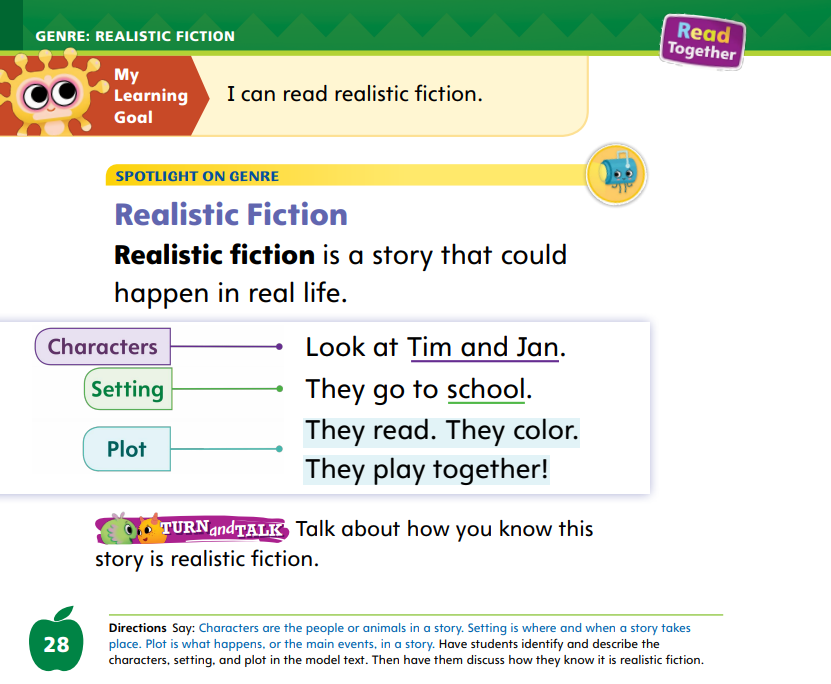 GENRE: REALISTIC FICTION
Read
Together
My
Learning
Goal
I can read realistic fiction.
SPOTLIGHT ON GENRE
Realistic Fiction
Realistic fiction is a story that could
happen in real life.
Characters
Look at Tim and Jan.
Setting
They go to school.
Plot
They read. They color.
They play together!
TURN and TALK Talk about how you know this
story is realistic fiction.
28
Directions Say: Characters are the people or animals in a story. Setting is where and when a story takes
place. Plot is what happens, or the main events, in a story. Have students identify and describe the
characters, setting, and plot in the model text. Then have them discuss how they know it is realistic fiction.